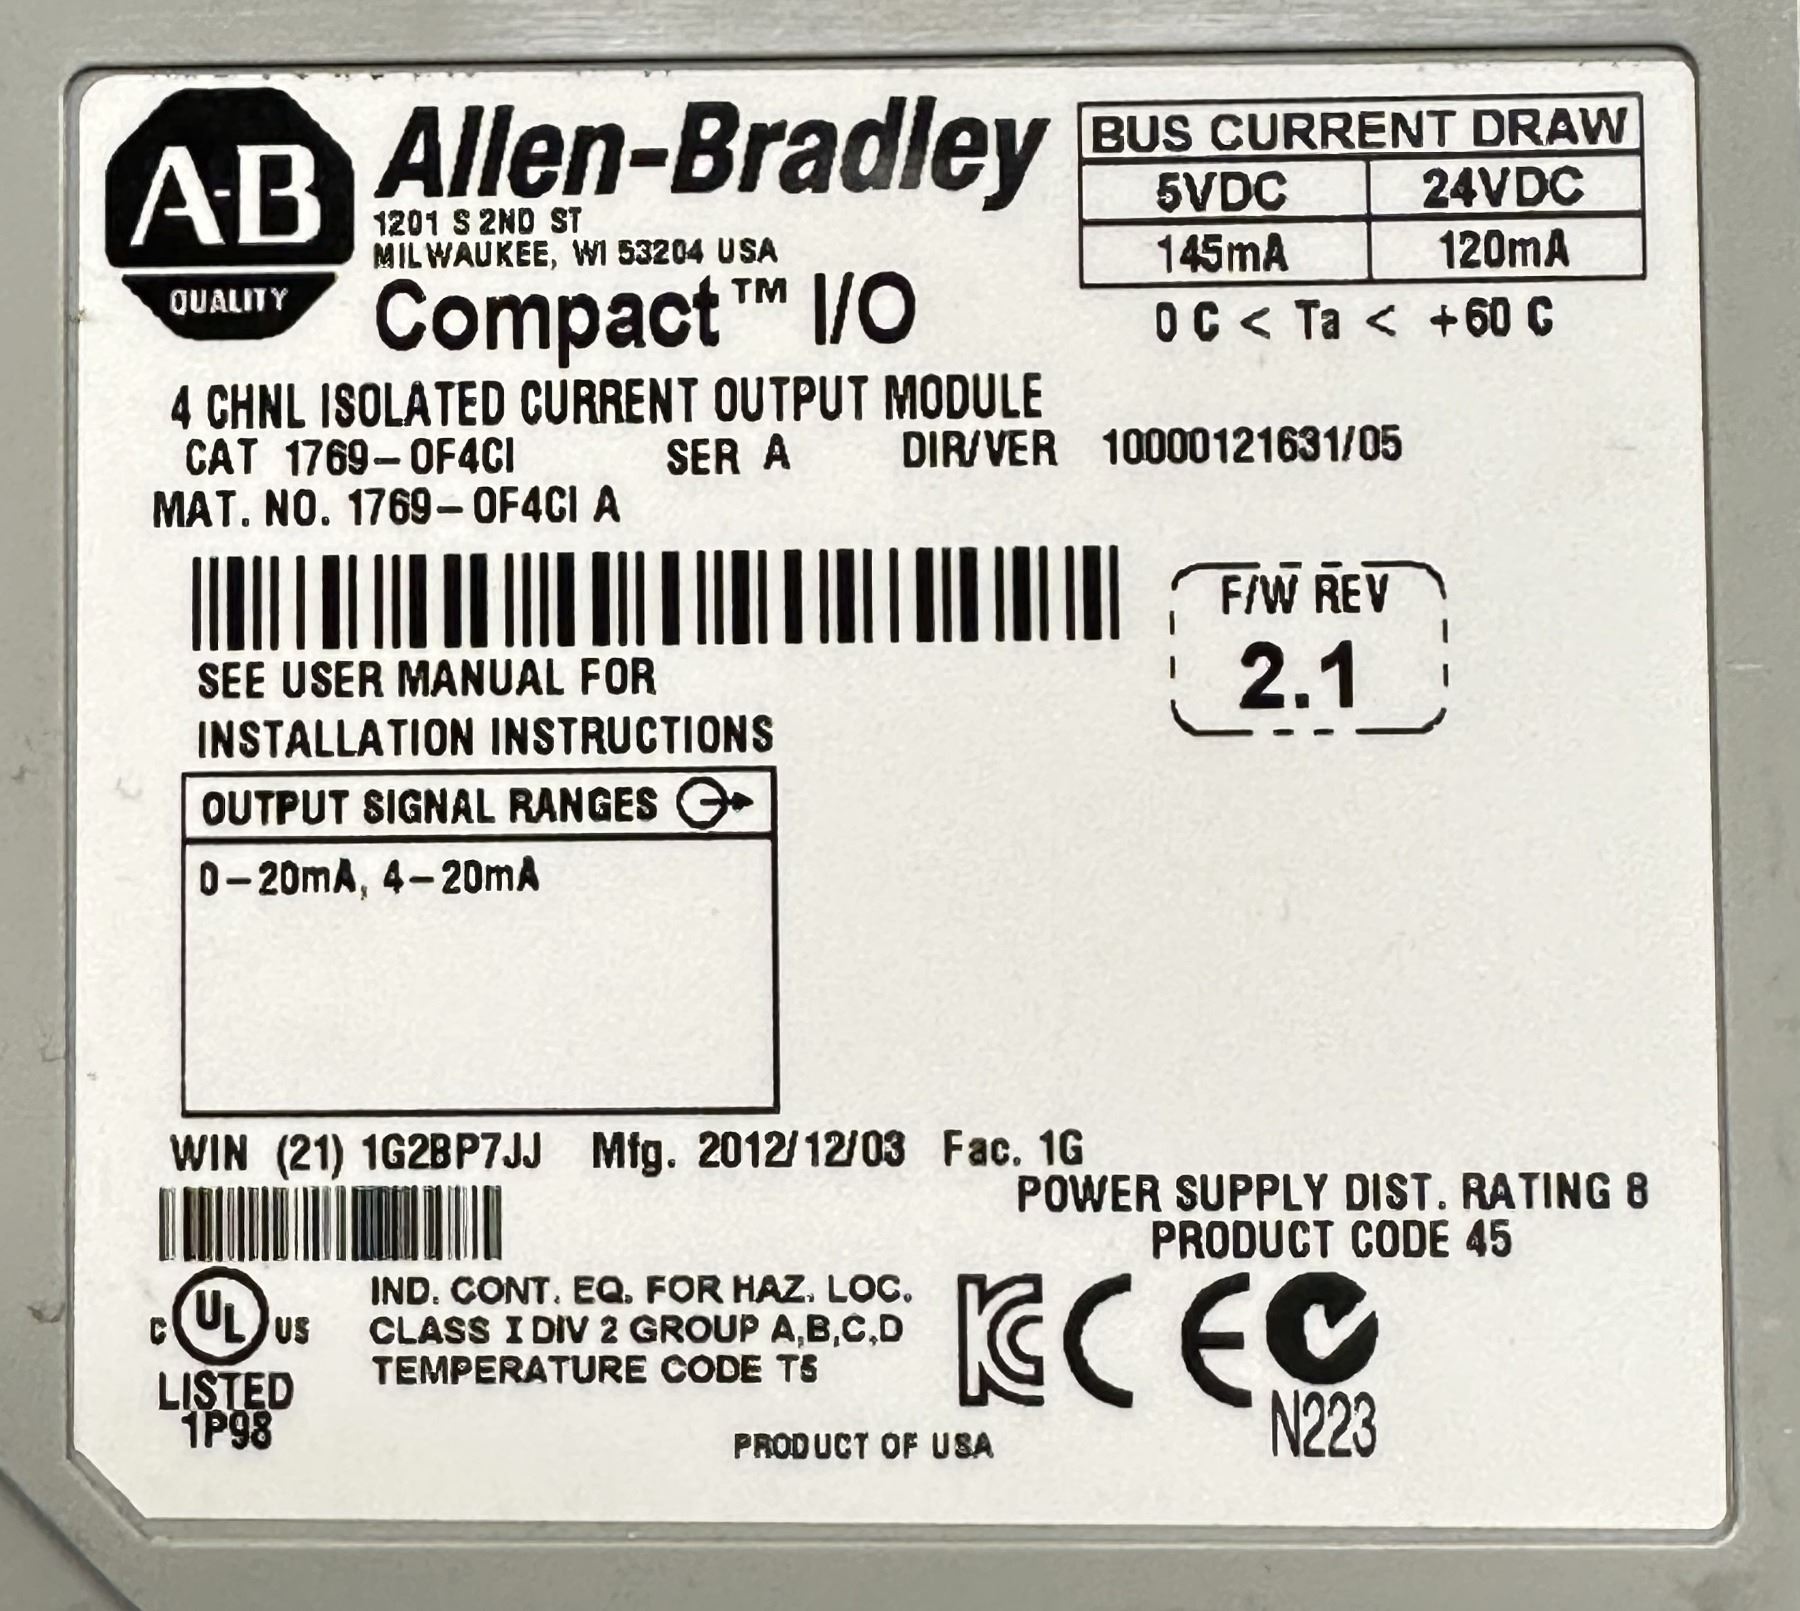 A-B
QUALITY
Allen-Bradley
1201 S 2ND ST
MILWAUKEE, WI 53204 USA
Compact™ I/O
BUS CURRENT DRAW
5VDC 24VDC
145mA 120mA
0 C < Ta < +60 C
4 CHNL ISOLATED CURRENT OUTPUT MODULE
CAT 1769-OF4CI SER A DIR/VER 10000121631/05
MAT. NO. 1769-OF4CI A
F/W REV
2.1
SEE USER MANUAL FOR
INSTALLATION INSTRUCTIONS
OUTPUT SIGNAL RANGES
0-20mA, 4-20mA
WIN (21) 1G2BP7JJ Mfg. 2012/12/03 Fac. 1G
POWER SUPPLY DIST. RATING 8
PRODUCT CODE 45
C UL US
LISTED
1P98
IND. CONT. EQ. FOR HAZ. LOC.
CLASS I DIV 2 GROUP A,B,C,D
TEMPERATURE CODE T5
KC CE
N223
PRODUCT OF USA